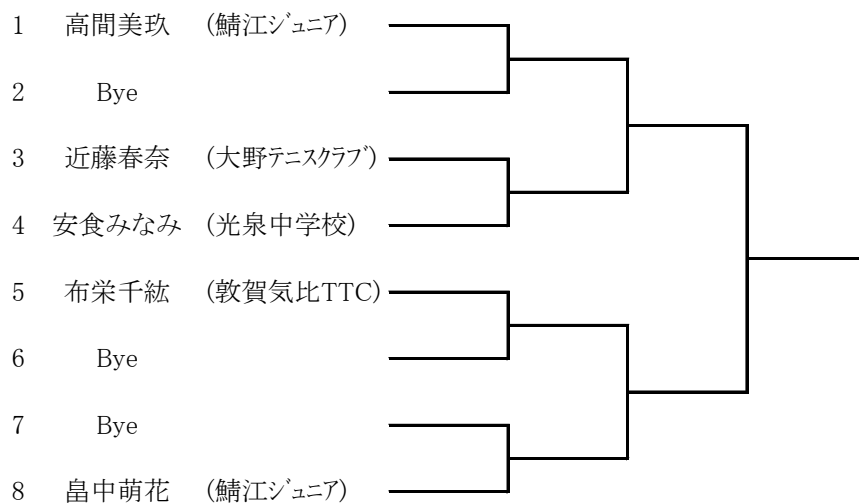 1 高間美玖 (鯖江ｼﾞｭﾆｱ)
2 Bye
3 近藤春奈 (大野ﾃﾆｽｸﾗﾌﾞ)
4 安食みなみ (光泉中学校)
5 布栄千紘 (敦賀気比TTC)
6 Bye
7 Bye
8 畠中萌花 (鯖江ｼﾞｭﾆｱ)